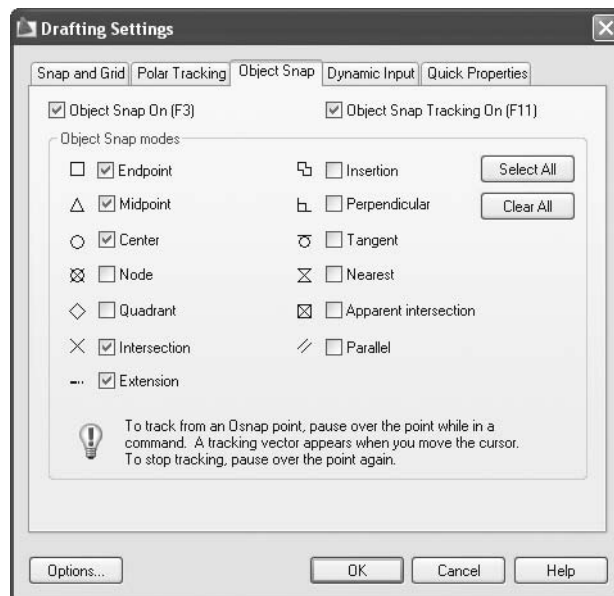 Drafting Settings
Snap and Grid Polar Tracking Object Snap Dynamic Input Quick Properties
Object Snap On (F3) Object Snap Tracking On (F11)
Object Snap modes
Endpoint Insertion Select All
Midpoint Perpendicular Clear All
Center Tangent
Node Nearest
Quadrant Apparent intersection
Intersection Parallel
Extension
To track from an Osnap point, pause over the point while in a
command. A tracking vector appears when you move the cursor.
To stop tracking, pause over the point again.
Options... OK Cancel Help